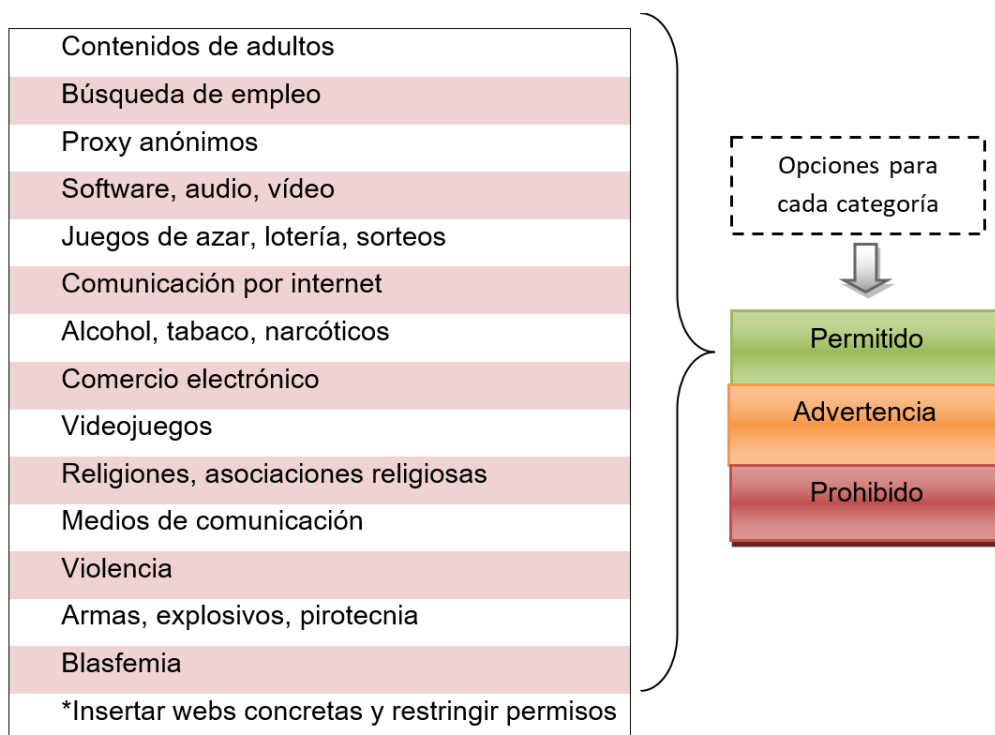 Contenidos de adultos
Búsqueda de empleo
Proxy anónimos
Software, audio, vídeo
Juegos de azar, lotería, sorteos
Comunicación por internet
Alcohol, tabaco, narcóticos
Comercio electrónico
Videojuegos
Religiones, asociaciones religiosas
Medios de comunicación
Violencia
Armas, explosivos, pirotecnia
Blasfemia
*Insertar webs concretas y restringir permisos
Opciones para
cada categoría
Permitido
Advertencia
Prohibido